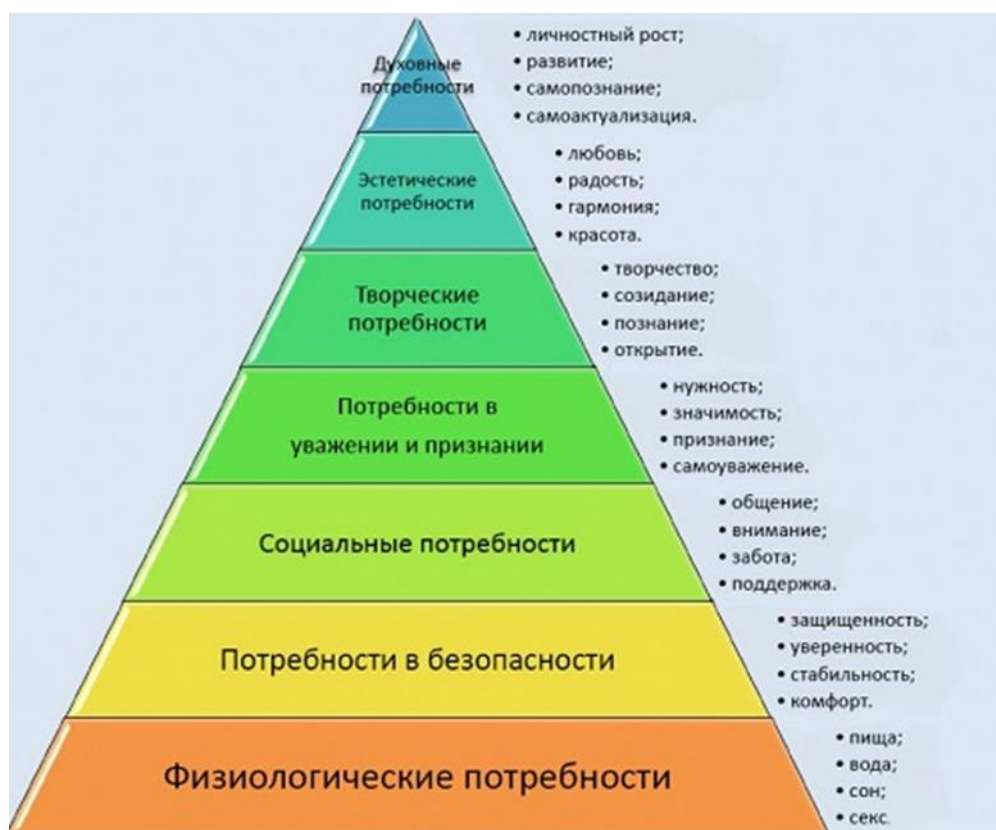 Духовные
потребности
• личностный рост;
• развитие;
• самопознание;
• самоактуализация.
Эстетические
потребности
• любовь;
• радость;
• гармония;
• красота.
Творческие
потребности
• творчество;
• созидание;
• познание;
• открытие.
Потребности в
уважении и признании
• нужность;
• значимость;
• признание;
• самоуважение.
Социальные потребности
• общение;
• внимание;
• забота;
• поддержка.
Потребности в безопасности
• защищенность;
• уверенность;
• стабильность;
• комфорт.
Физиологические потребности
• пища;
• вода;
• сон;
• секс.